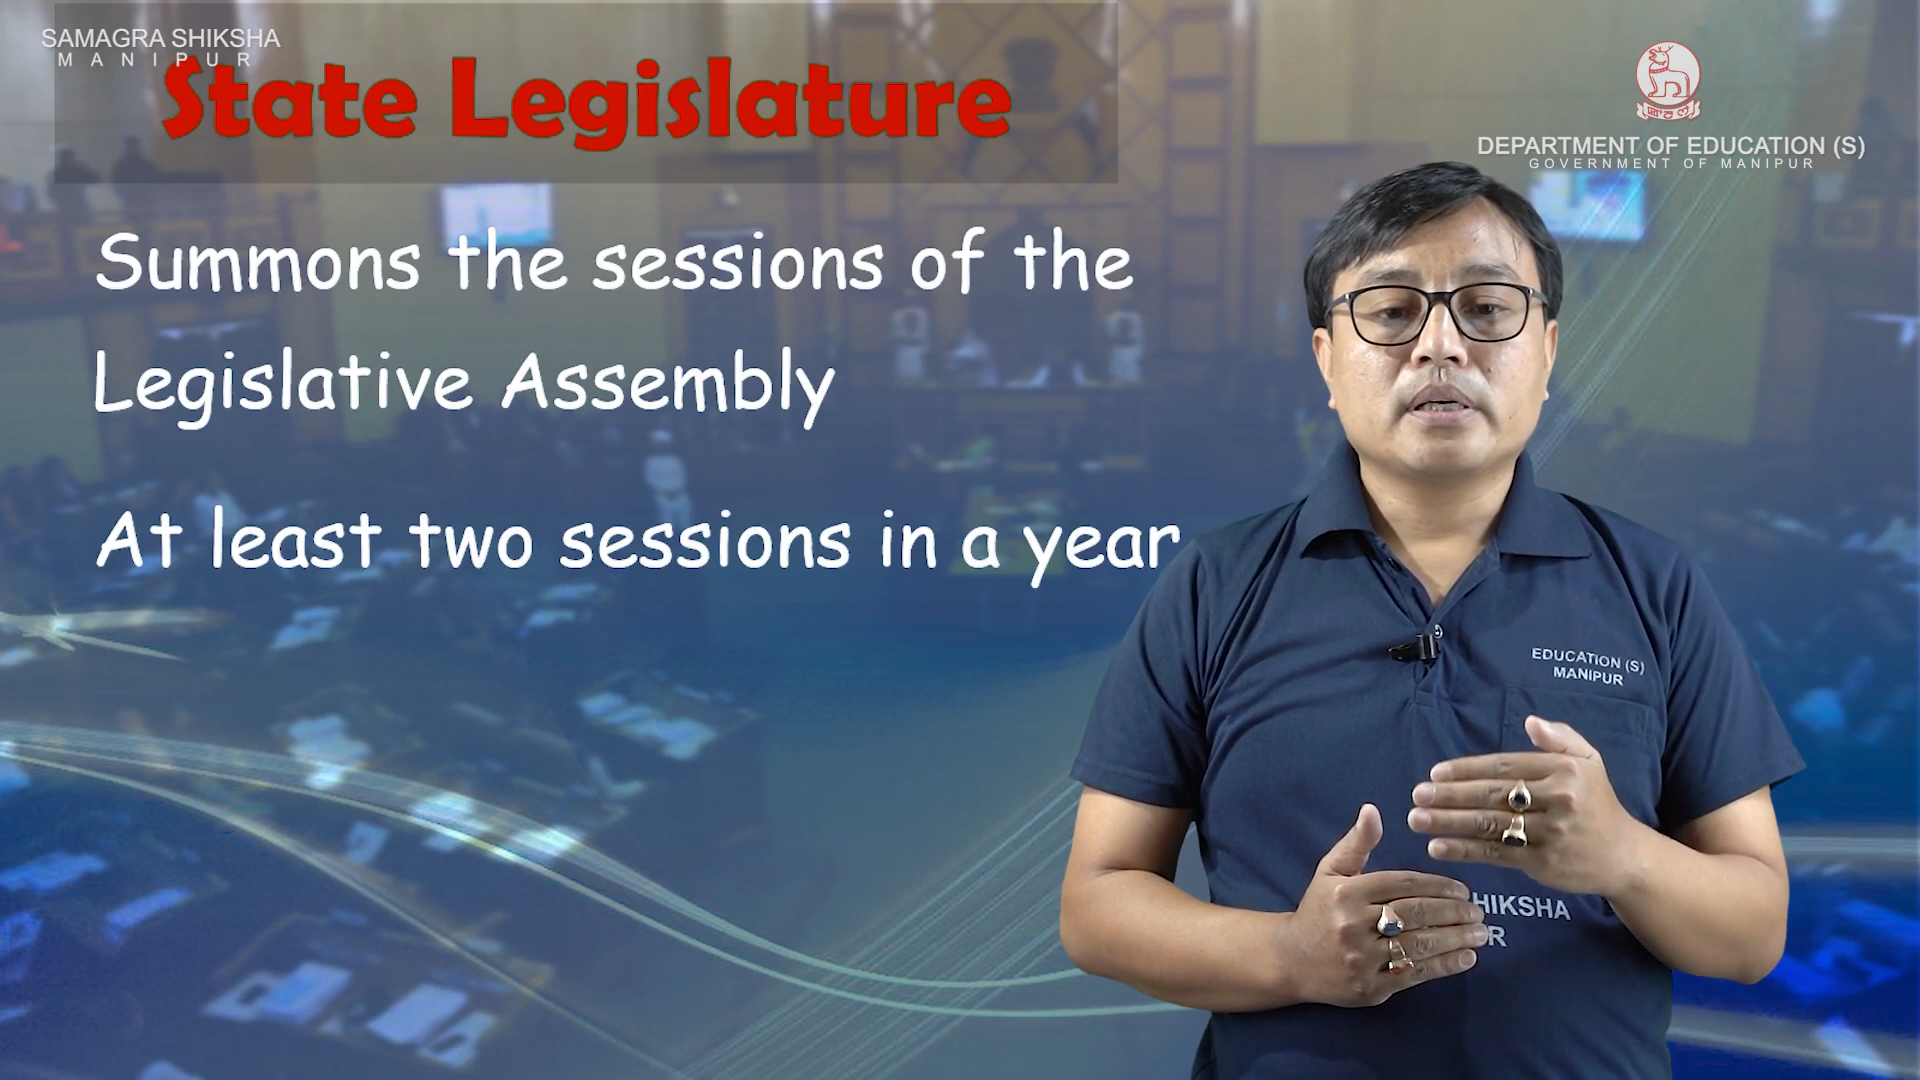 SAMAGRA SHIKSHA
MANIPUR
State Legislature
DEPARTMENT OF EDUCATION (S)
GOVERNMENT OF MANIPUR
Summons the sessions of the
Legislative Assembly
At least two sessions in a year
EDUCATION (S)
MANIPUR
HIKSHA
R